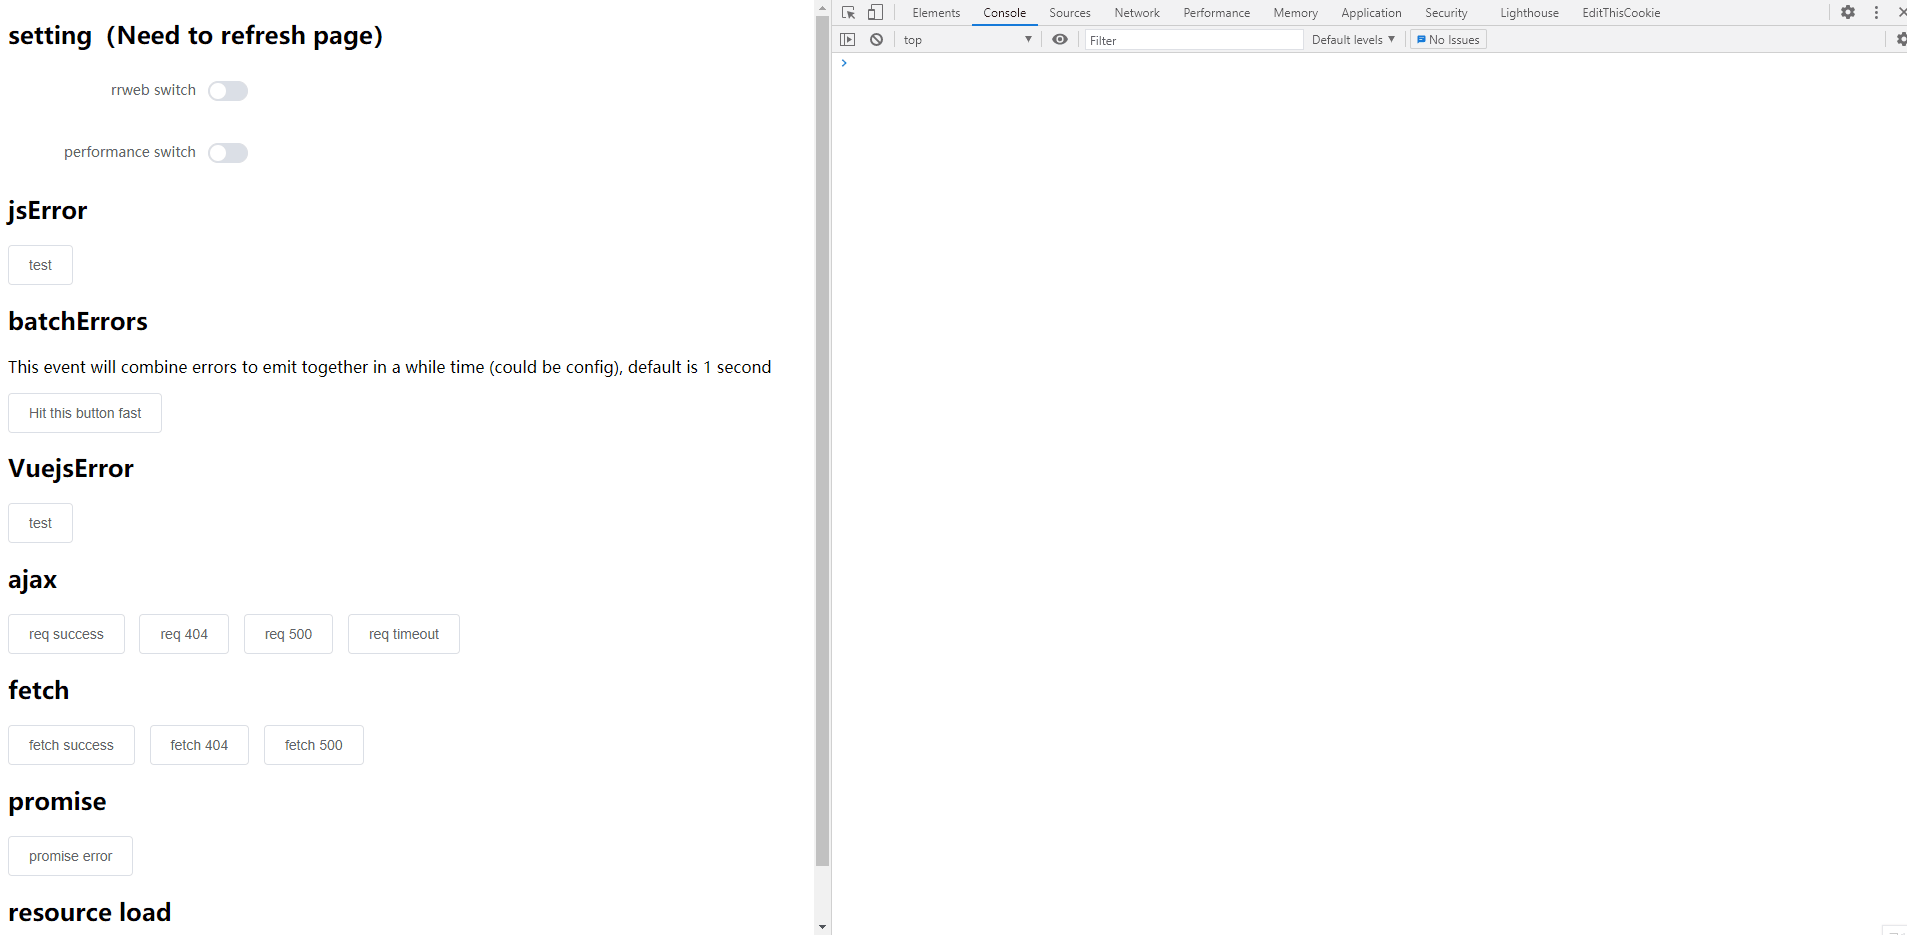 setting（Need to refresh page）
rrweb switch
performance switch
jsError
test
batchErrors
This event will combine errors to emit together in a while time (could be config), default is 1 second
Hit this button fast
VuejsError
test
ajax
req success req 404 req 500 req timeout
fetch
fetch success fetch 404 fetch 500
promise
promise error
resource load
Elements Console Sources Network Performance Memory Application Security Lighthouse EditThisCookie
top Filter Default levels No Issues